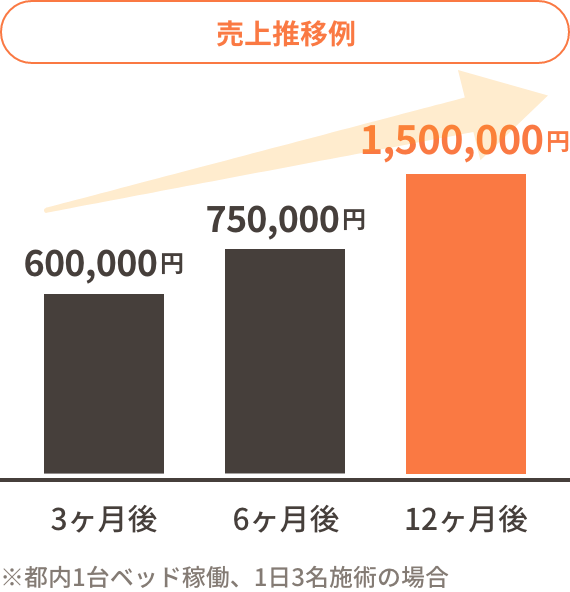 売上推移例
1,500,000円
750,000円
600,000円
3ヶ月後
6ヶ月後
12ヶ月後
※都内1台ベッド稼働、1日3名施術の場合